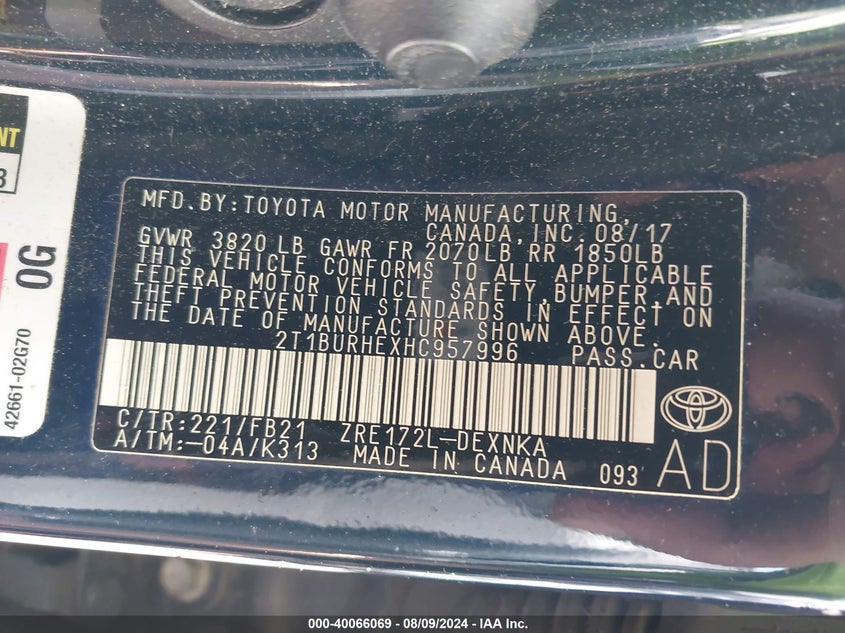 NT
3
0G
42661-02G70
MFD.BY:TOYOTA MOTOR MANUFACTURING,
CANADA,INC. 08/17
GVWR 3820 LB GAWR FR 2070LB RR 1850LB
THIS VEHICLE CONFORMS TO ALL APPLICABLE
FEDERAL MOTOR VEHICLE SAFETY,BUMPER,AND
THEFT PREVENTION STANDARDS IN EFFECT ON
THE DATE OF MANUFACTURE SHOWN ABOVE.
2T1BURHEXHC957996 PASS.CAR
C/TR:221/FB21 ZRE172L-DEXNKA
A/TM:-04A/K313 MADE IN CANADA 093 AD
000-40066069 - 08/09/2024 - IAA Inc.